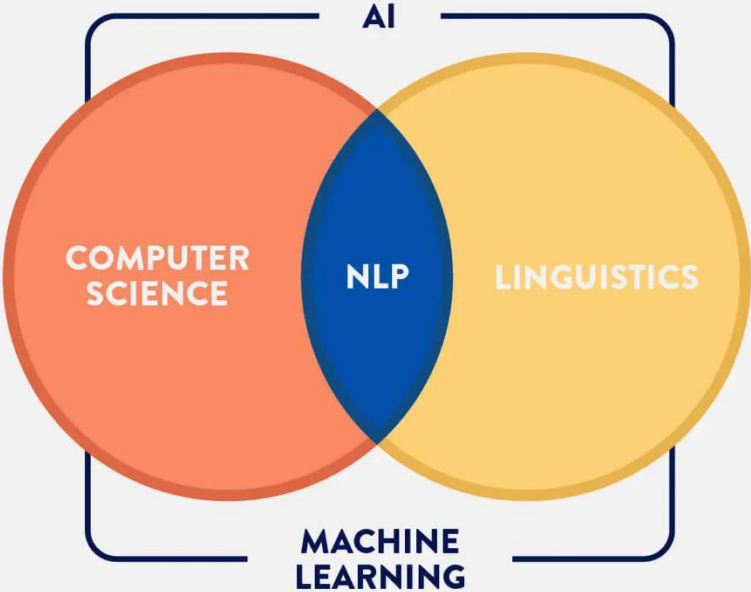 AI
COMPUTER
SCIENCE
NLP
LINGUISTICS
MACHINE
LEARNING